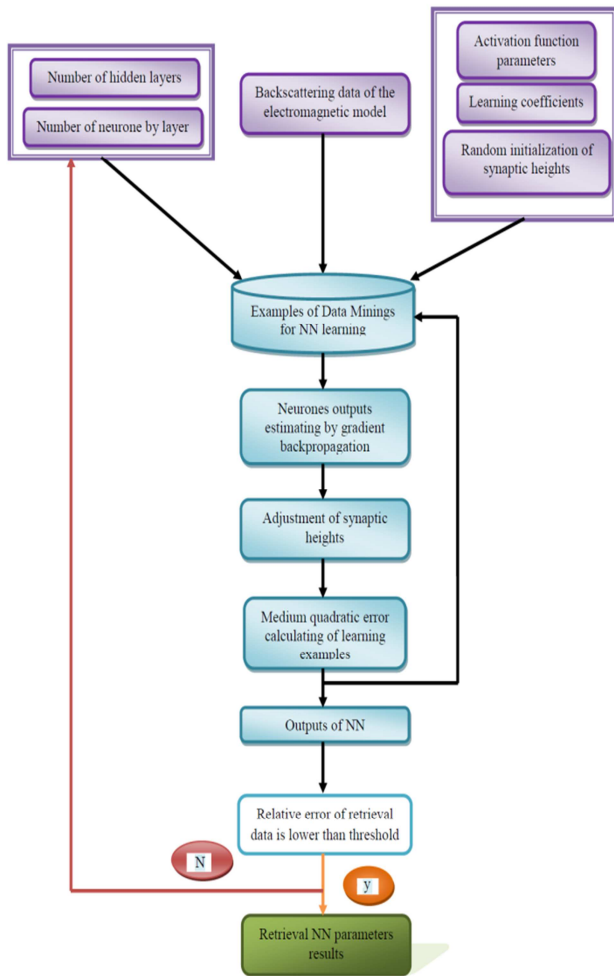 Number of hidden layers
Number of neurone by layer
Backscattering data of the
electromagnetic model
Activation function
parameters
Learning coefficients
Random initialization of
synaptic heights
Examples of Data Minings
for NN learning
Neurones outputs
estimating by gradient
backpropagation
Adjustment of synaptic
heights
Medium quadratic error
calculating of learning
examples
Outputs of NN
Relative error of retrieval
data is lower than threshold
N
y
Retrieval NN parameters
results